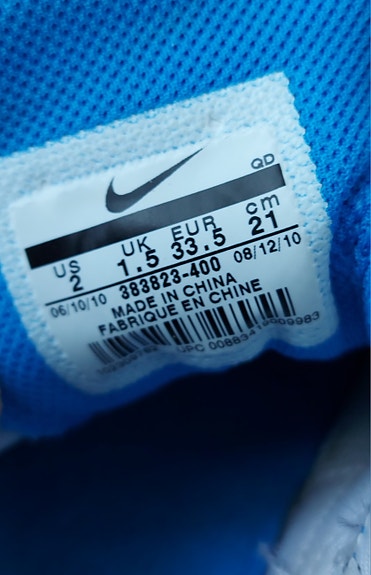 QD
US UK EUR cm
2 1.5 33.5 21
06/10/10 383823-400 08/12/10
MADE IN CHINA
FABRIQUE EN CHINE
UPC